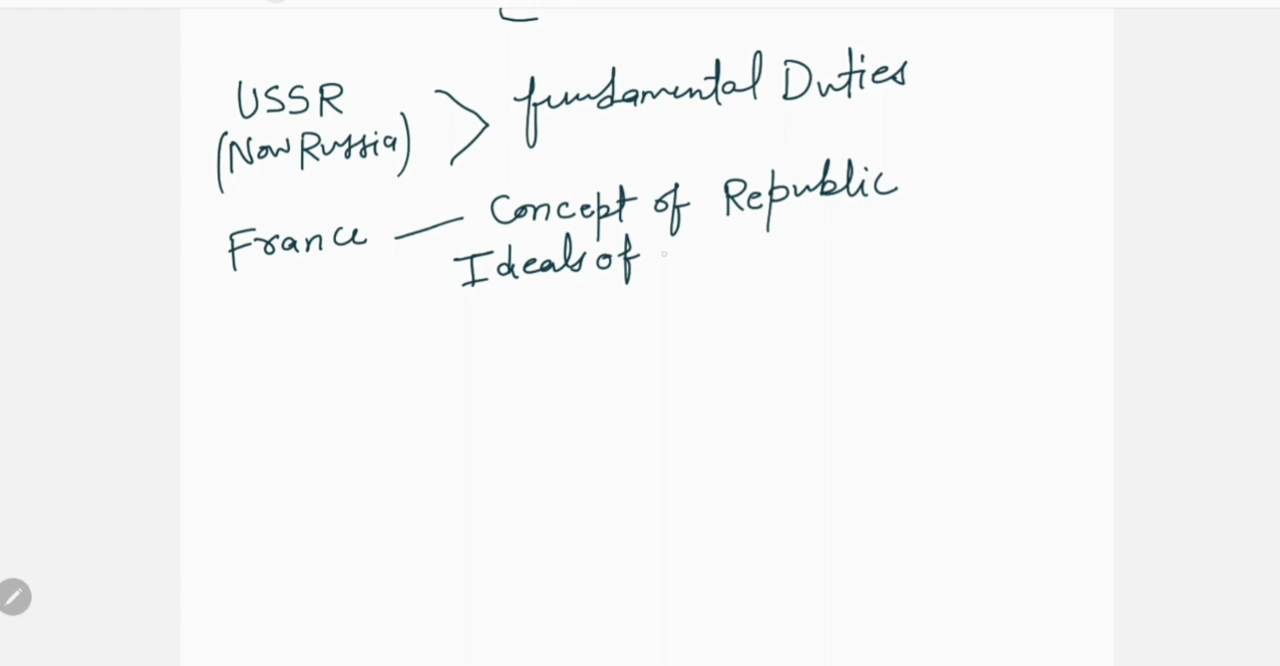 USSR
(Now Russia)
fundamental Duties
France — Concept of Republic
Ideals of